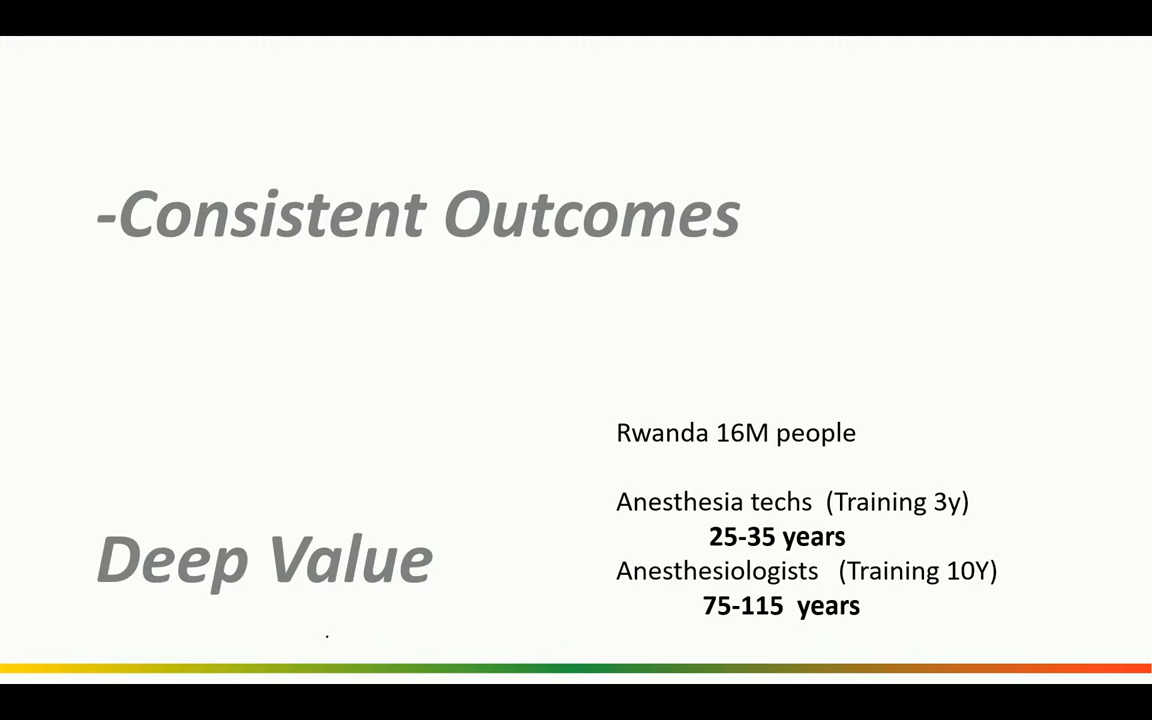 -Consistent Outcomes
Rwanda 16M people
Anesthesia techs (Training 3y)
25-35 years
Deep Value
Anesthesiologists (Training 10Y)
75-115 years
.